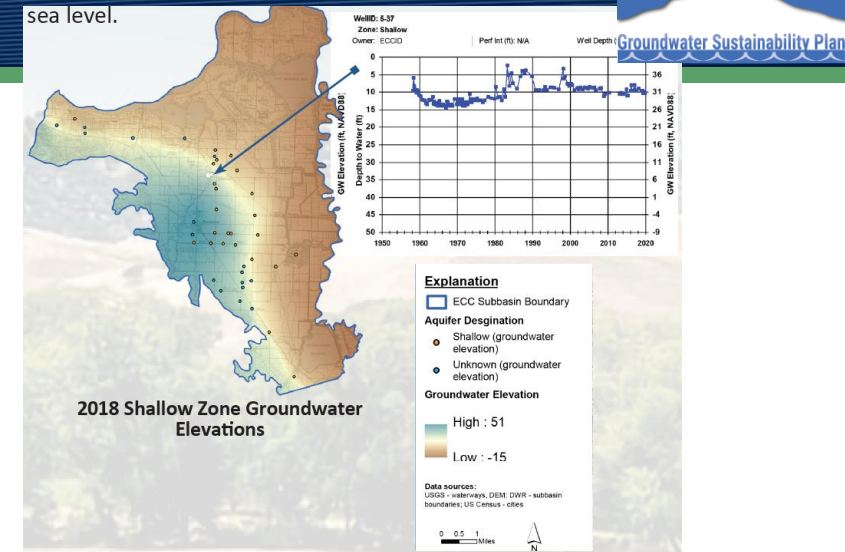 sea level.
WellID: 5-37
Zone: Shallow
Owner: ECCID
Perf Int (ft): N/A
Well Depth (
Groundwater Sustainability Plan
0
5
10
15
20
25
30
35
40
45
50
Depth to Water (ft)
GW Elevation (ft, NAVD88)
36
31
26
21
16
11
6
1
-4
-9
GW Elevation (ft, NAVD88)
1950 1960 1970 1980 1990 2000 2010 2020
Explanation
ECC Subbasin Boundary
Aquifer Desgination
Shallow (groundwater
elevation)
Unknown (groundwater
elevation)
Groundwater Elevation
High : 51
Low : -15
Data sources:
USGS - waterways, DEM; DWR - subbasin
boundaries; US Census - cities
0 0.5 1
Miles
N
2018 Shallow Zone Groundwater
Elevations